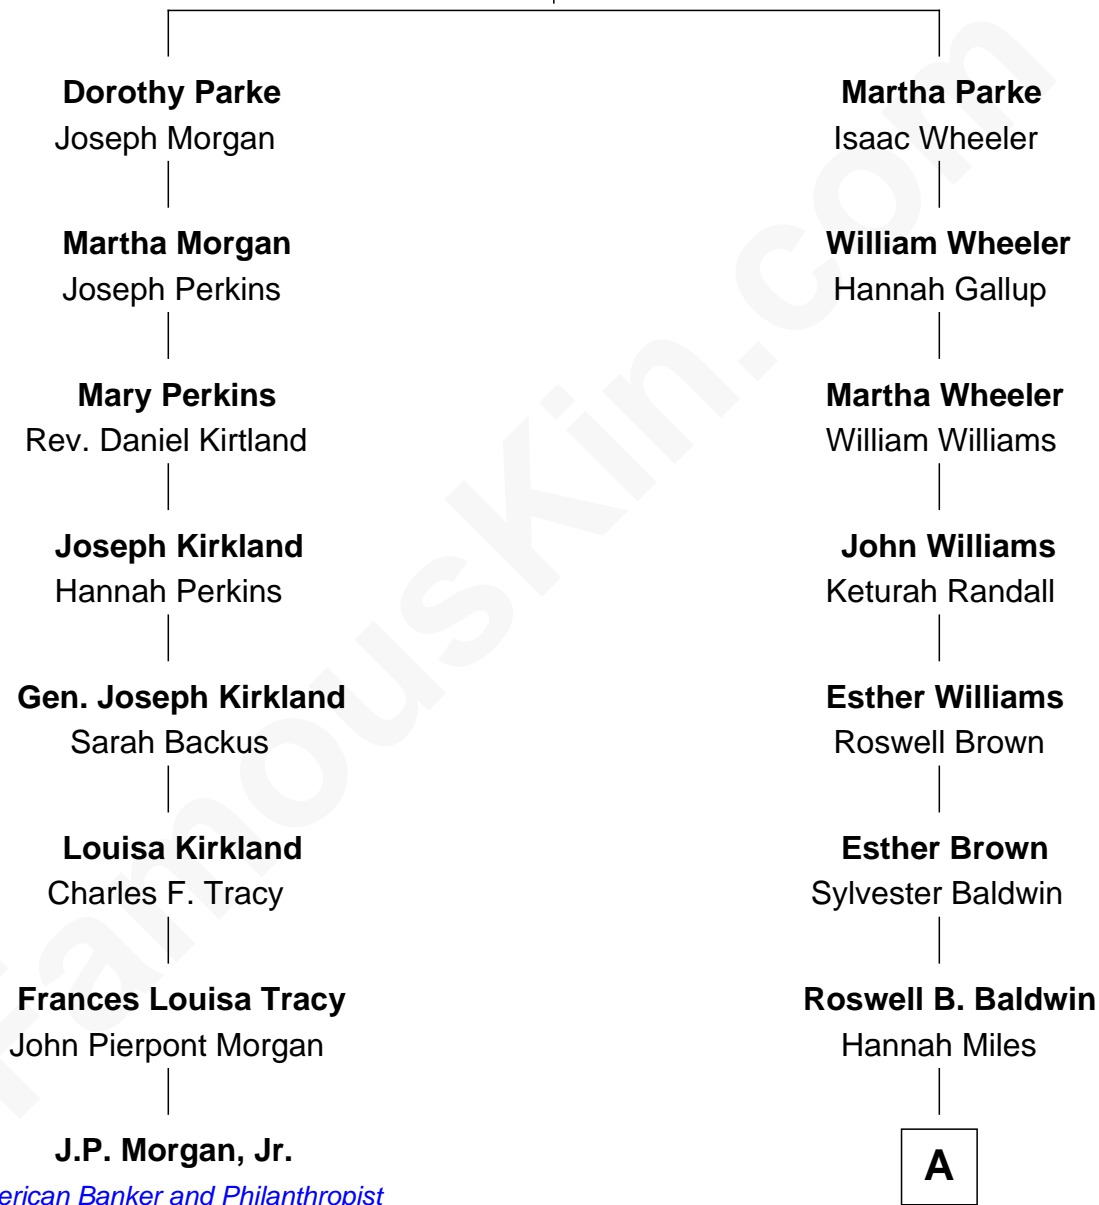 Dorothy Parke
Joseph Morgan
Martha Morgan
Joseph Perkins
Mary Perkins
Rev. Daniel Kirtland
Joseph Kirkland
Hannah Perkins
Gen. Joseph Kirkland
Sarah Backus
Louisa Kirkland
Charles F. Tracy
Frances Louisa Tracy
John Pierpont Morgan
J.P. Morgan, Jr.
erican Banker and Philanthropist
Martha Parke
Isaac Wheeler
William Wheeler
Hannah Gallup
Martha Wheeler
William Williams
John Williams
Keturah Randall
Esther Williams
Roswell Brown
Esther Brown
Sylvester Baldwin
Roswell B. Baldwin
Hannah Miles
A
FamousKin.com